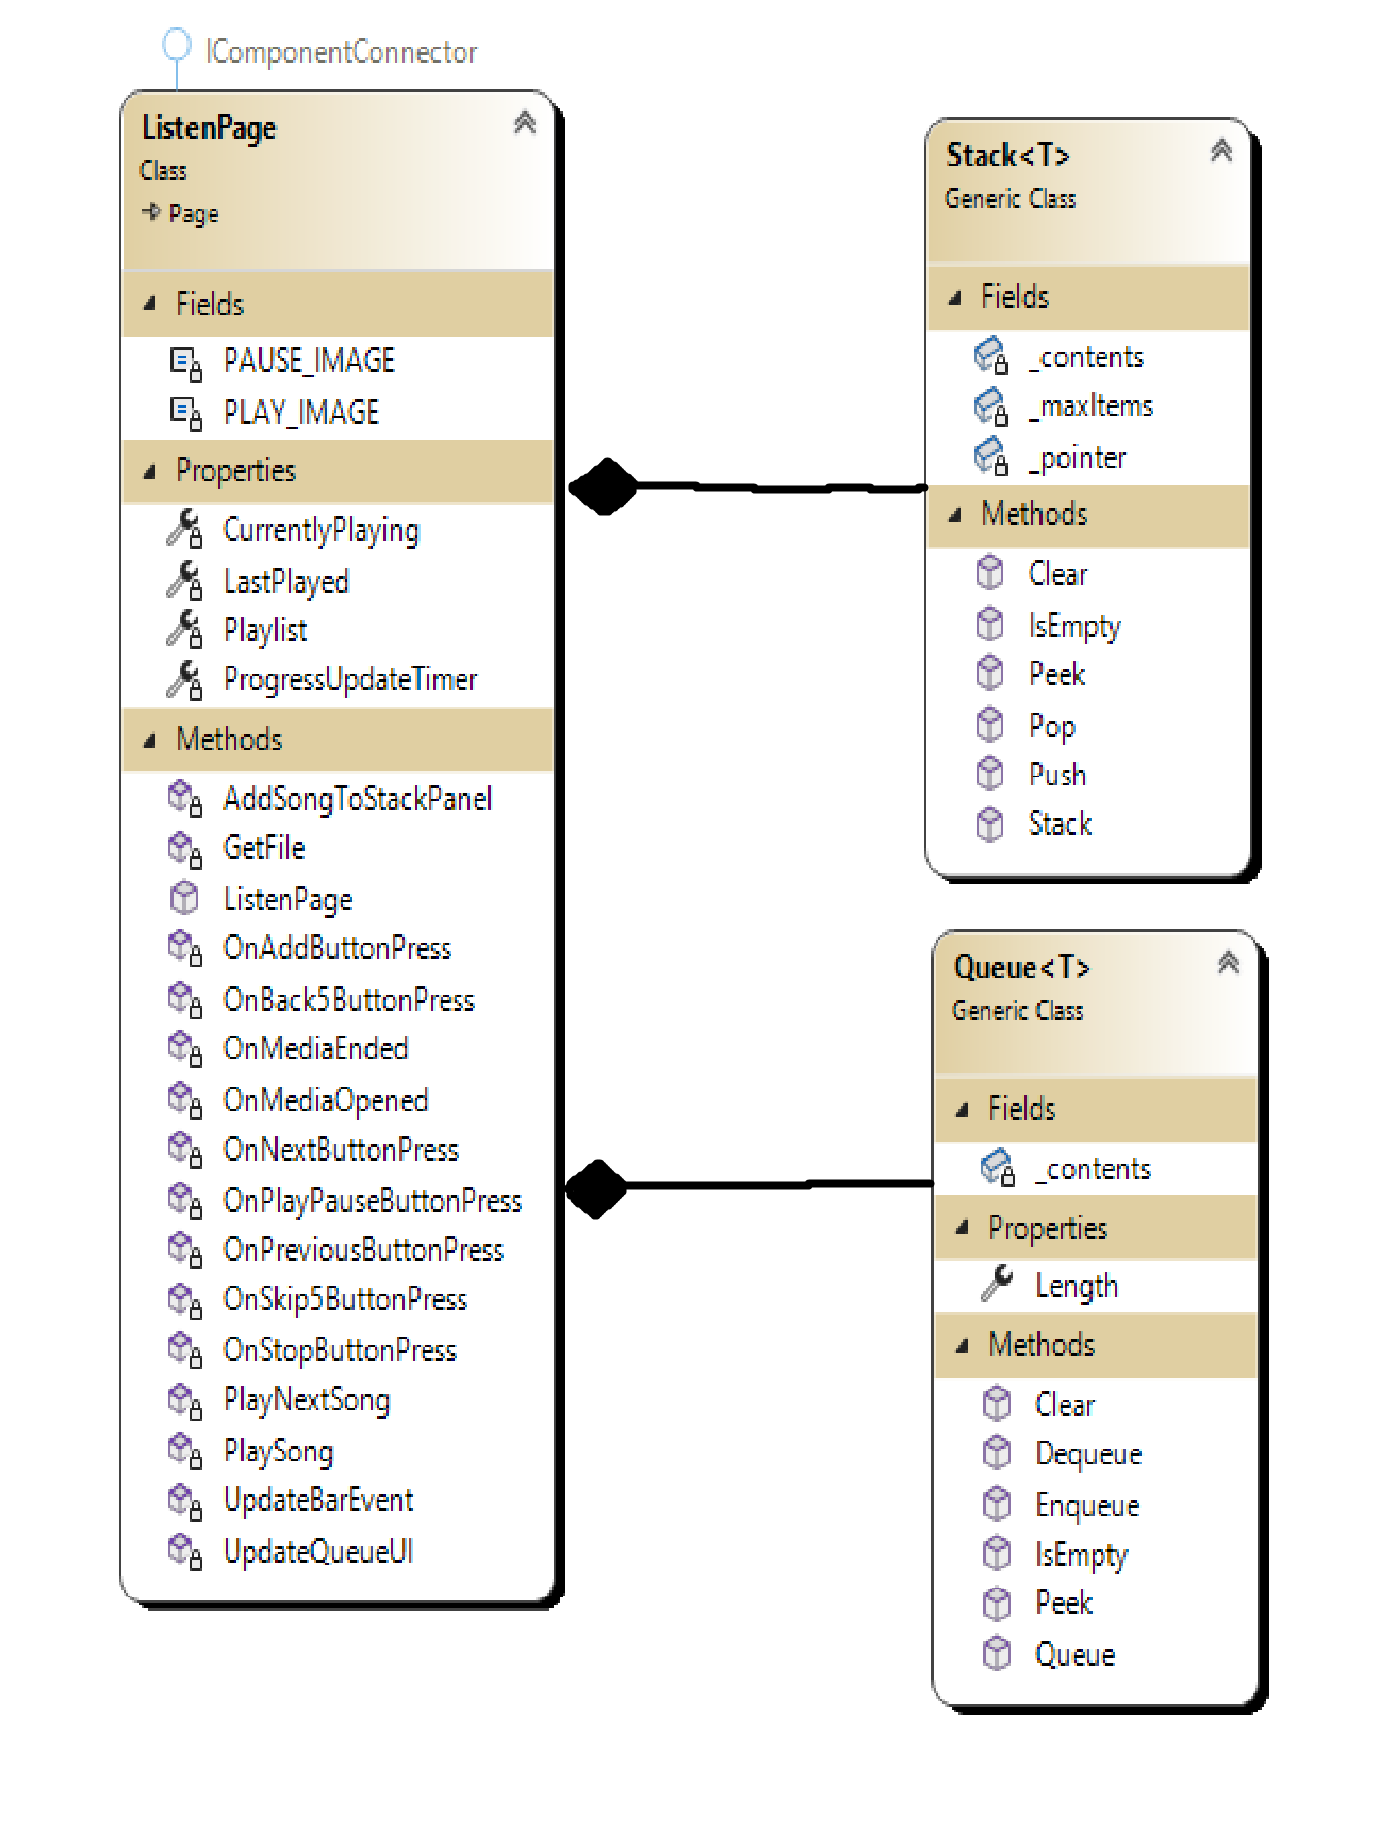 IComponentConnector
ListenPage
Class
Page
Fields
PAUSE_IMAGE
PLAY_IMAGE
Properties
CurrentlyPlaying
LastPlayed
Playlist
ProgressUpdateTimer
Methods
AddSongToStackPanel
GetFile
ListenPage
OnAddButtonPress
OnBack5ButtonPress
OnMediaEnded
OnMediaOpened
OnNextButtonPress
OnPlayPauseButtonPress
OnPreviousButtonPress
OnSkip5ButtonPress
OnStopButtonPress
PlayNextSong
PlaySong
UpdateBarEvent
UpdateQueueUI
Stack<T>
Generic Class
Fields
_contents
_maxItems
_pointer
Methods
Clear
IsEmpty
Peek
Pop
Push
Stack
Queue<T>
Generic Class
Fields
_contents
Properties
Length
Methods
Clear
Dequeue
Enqueue
IsEmpty
Peek
Queue